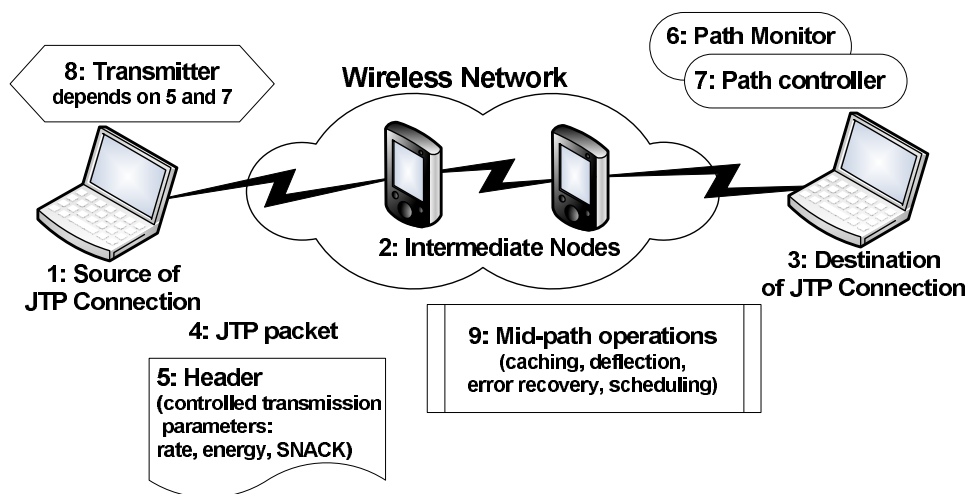 6: Path Monitor
7: Path controller
8: Transmitter
depends on 5 and 7
Wireless Network
2: Intermediate Nodes
1: Source of
JTP Connection
3: Destination
of JTP Connection
4: JTP packet
5: Header
(controlled transmission
parameters:
rate, energy, SNACK)
9: Mid-path operations
(caching, deflection,
error recovery, scheduling)